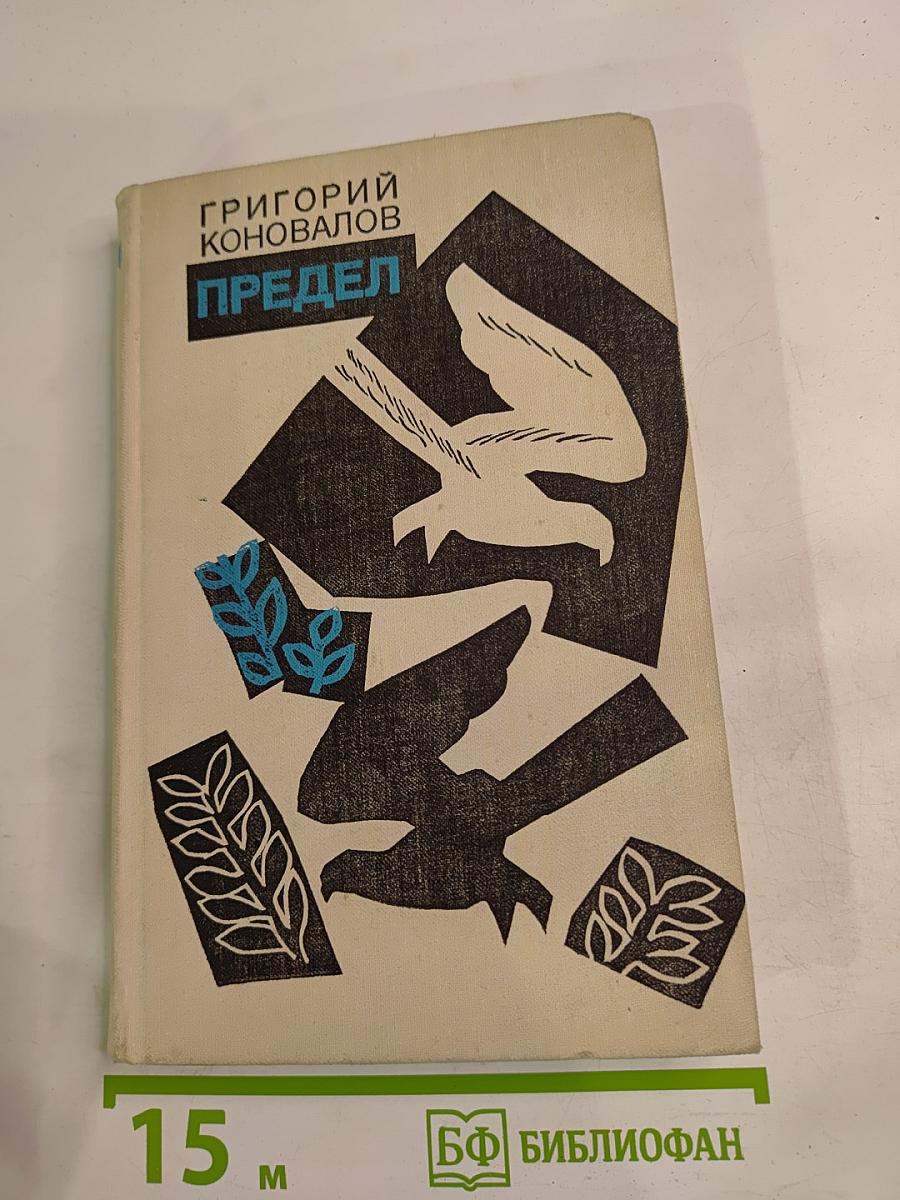 ГРИГОРИЙ
КОНОВАЛОВ
ПРЕДЕЛ
15 м
БФ БИБЛИОФАН